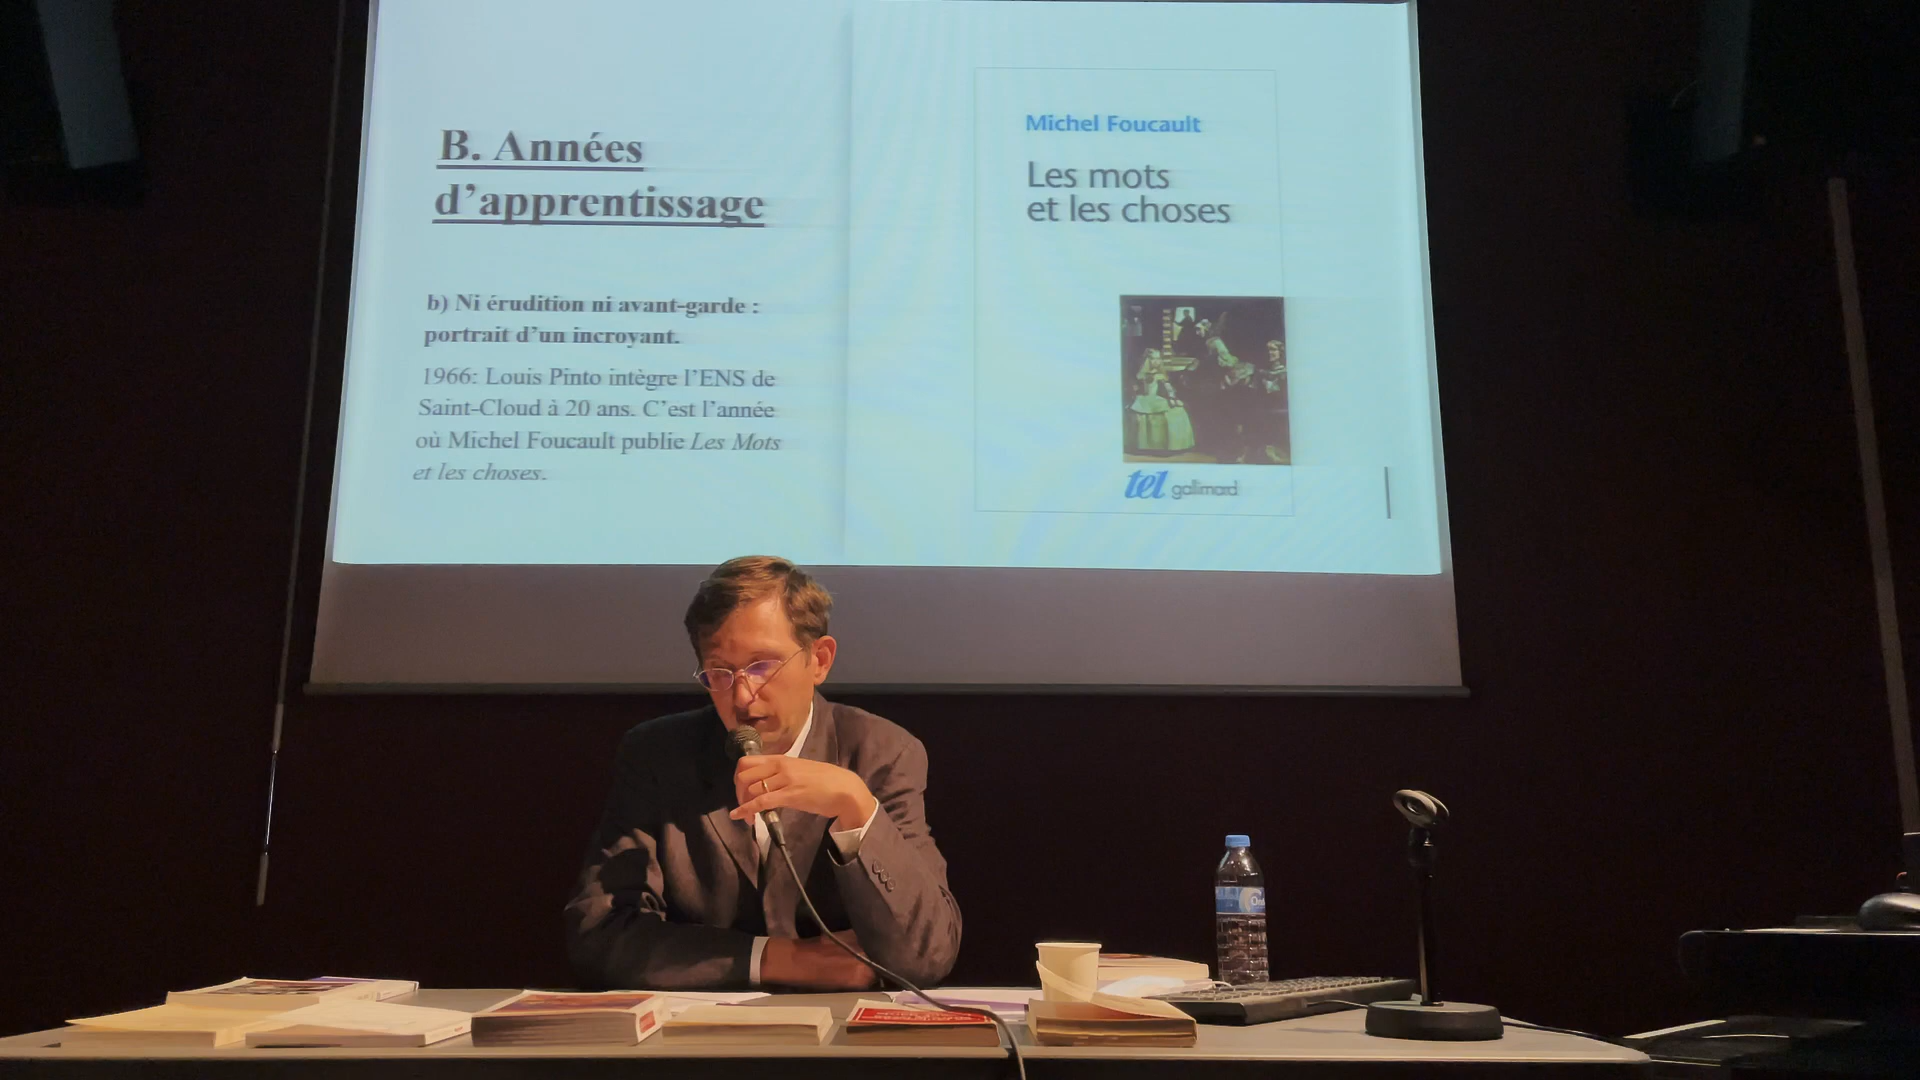 B. Années
d'apprentissage
b) Ni érudition ni avant-garde :
portrait d'un incroyant.
1966: Louis Pinto intègre l'ENS de
Saint-Cloud à 20 ans. C'est l'année
où Michel Foucault publie Les Mots
et les choses.
Michel Foucault
Les mots
et les choses
tel gallimard